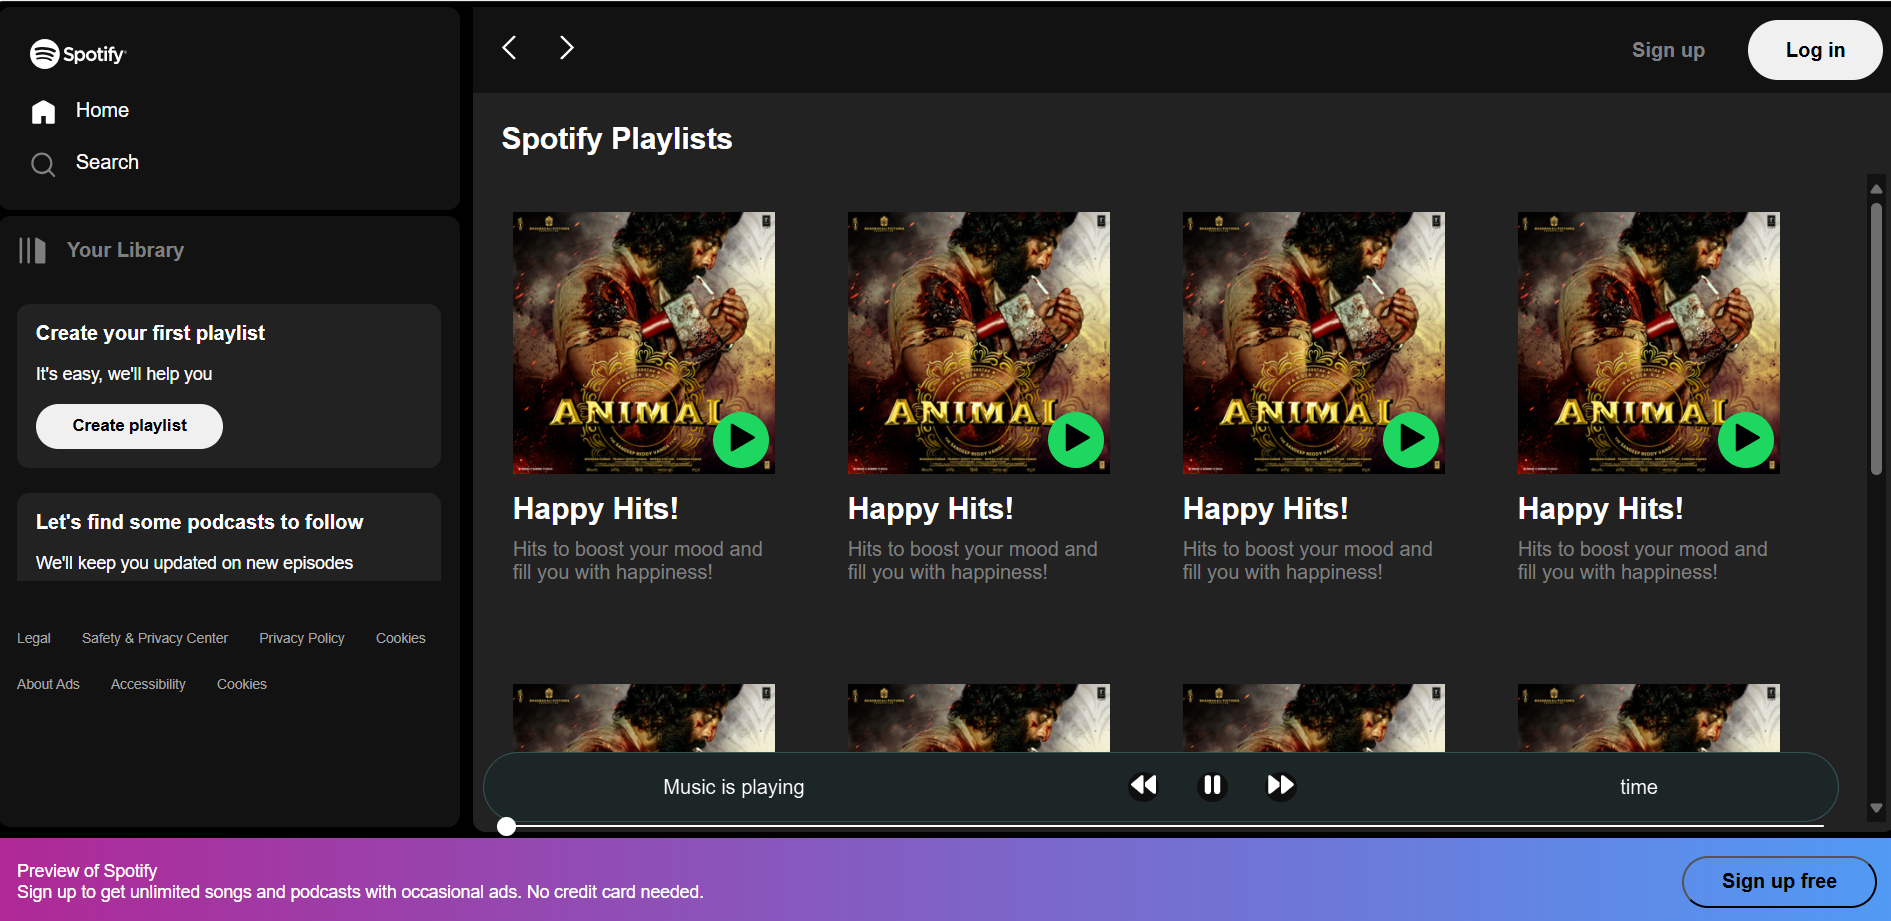 Spotify
Home
Search
Your Library
Create your first playlist
It's easy, we'll help you
Create playlist
Let's find some podcasts to follow
We'll keep you updated on new episodes
Legal Safety & Privacy Center Privacy Policy Cookies
About Ads Accessibility Cookies
Sign up Log in
Spotify Playlists
ANIMAL ANIMAL ANIMAL ANIMAL
Happy Hits! Happy Hits! Happy Hits! Happy Hits!
Hits to boost your mood and Hits to boost your mood and Hits to boost your mood and Hits to boost your mood and
fill you with happiness! fill you with happiness! fill you with happiness! fill you with happiness!
Music is playing time
Preview of Spotify
Sign up to get unlimited songs and podcasts with occasional ads. No credit card needed.
Sign up free